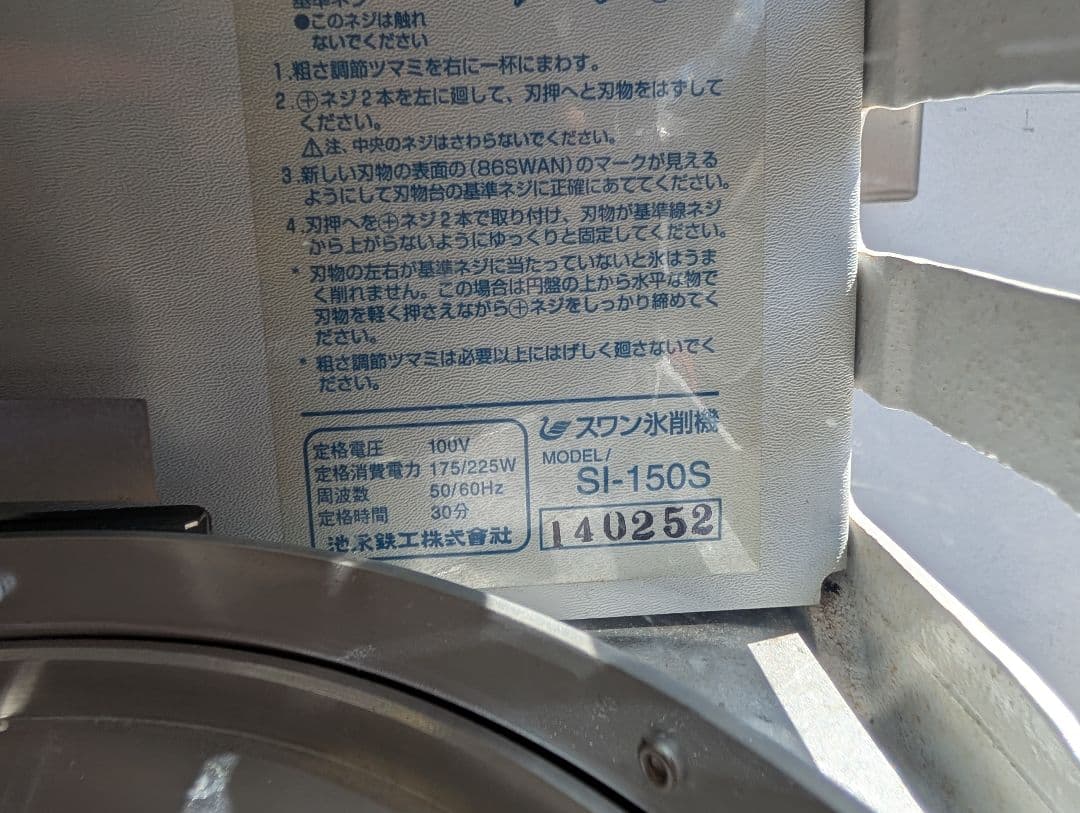 基準ネジ
●このネジは触れ
ないでください
1.粗さ調節ツマミを右に一杯にまわす。
2.⊕ネジ2本を左に廻して、刃押へと刃物をはずして
ください。
⚠注、中央のネジはさわらないでください。
3.新しい刃物の表面の(86SWAN)のマークが見える
ようにして刃物台の基準ネジに正確にあててください。
4.刃押へを⊕ネジ2本で取り付け、刃物が基準線ネジ
から上がらないようにゆっくりと固定してください。
* 刃物の左右が基準ネジに当たっていないと氷はうま
く削れません。この場合は円盤の上から水平な物で
刃物を軽く押さえながら⊕ネジをしっかり締めてく
ださい。
* 粗さ調節ツマミは必要以上にはげしく廻さないでく
ださい。
定格電圧 100V
定格消費電力 175/225W
周波数 50/60Hz
定格時間 30分
池永鉄工株式會社
スワン氷削機
MODEL/
SI-150S
140252